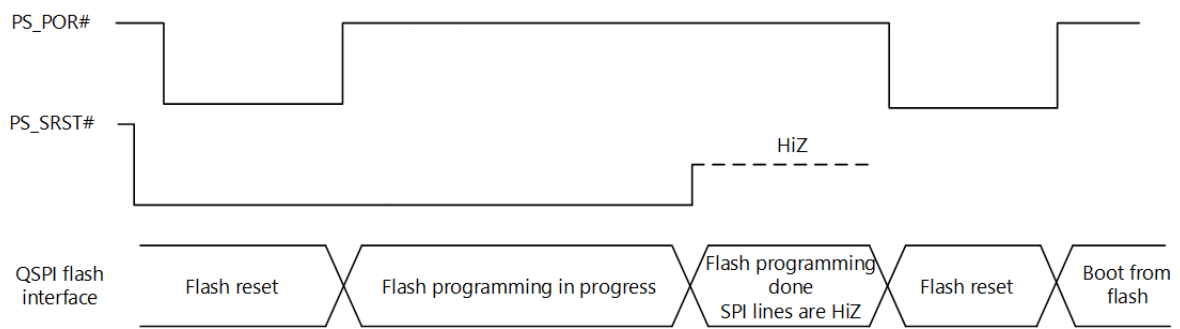 PS_POR#
PS_SRST#
HiZ
QSPI flash
interface
Flash reset
Flash programming in progress
Flash programming
done
SPI lines are HiZ
Flash reset
Boot from
flash